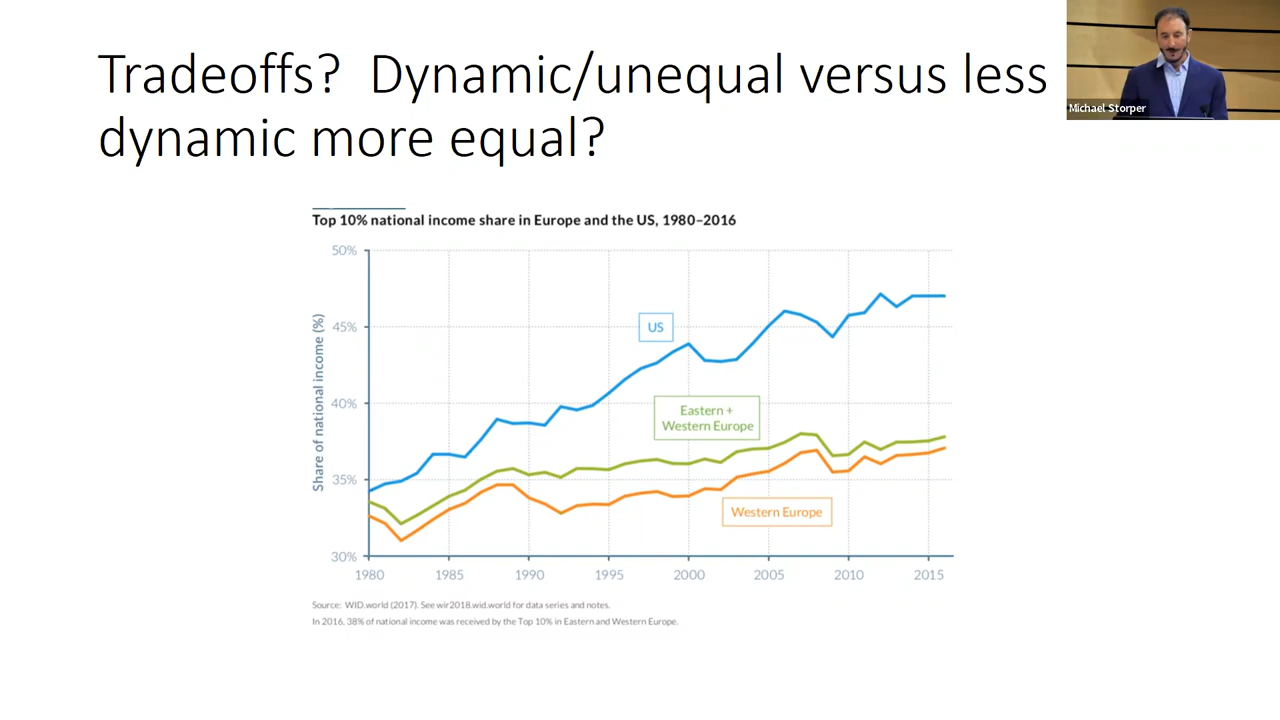 Tradeoffs? Dynamic/unequal versus less
dynamic more equal?
Michael Storper
Top 10% national income share in Europe and the US, 1980–2016
Share of national income (%)
50%
45%
40%
35%
30%
US
Eastern +
Western Europe
Western Europe
1980 1985 1990 1995 2000 2005 2010 2015
Source: WID.world (2017). See wir2018.wid.world for data series and notes.
In 2016, 38% of national income was received by the Top 10% in Eastern and Western Europe.